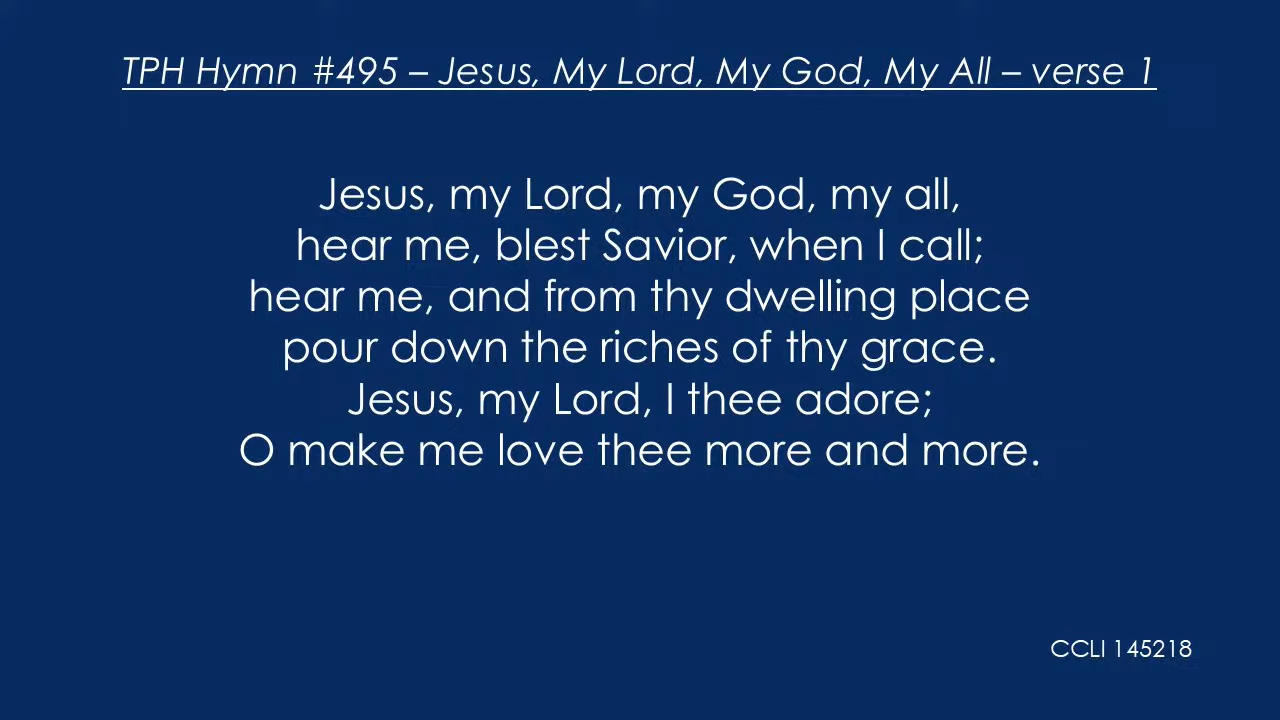 TPH Hymn #495 – Jesus, My Lord, My God, My All – verse 1
Jesus, my Lord, my God, my all,
hear me, blest Savior, when I call;
hear me, and from thy dwelling place
pour down the riches of thy grace.
Jesus, my Lord, I thee adore;
O make me love thee more and more.
CCLI 145218